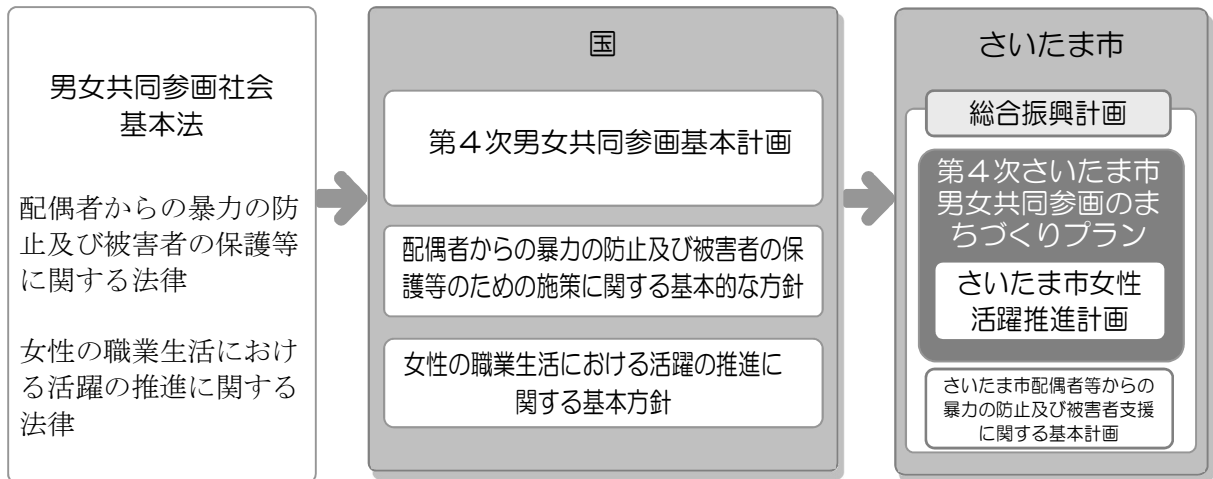 男女共同参画社会
基本法
配偶者からの暴力の防
止及び被害者の保護等
に関する法律
女性の職業生活におけ
る活躍の推進に関する
法律
国
第４次男女共同参画基本計画
配偶者からの暴力の防止及び被害者の保
護等のための施策に関する基本的な方針
女性の職業生活における活躍の推進に
関する基本方針
さいたま市
総合振興計画
第４次さいたま市
男女共同参画のま
ちづくりプラン
さいたま市女性
活躍推進計画
さいたま市配偶者等からの
暴力の防止及び被害者支援
に関する基本計画